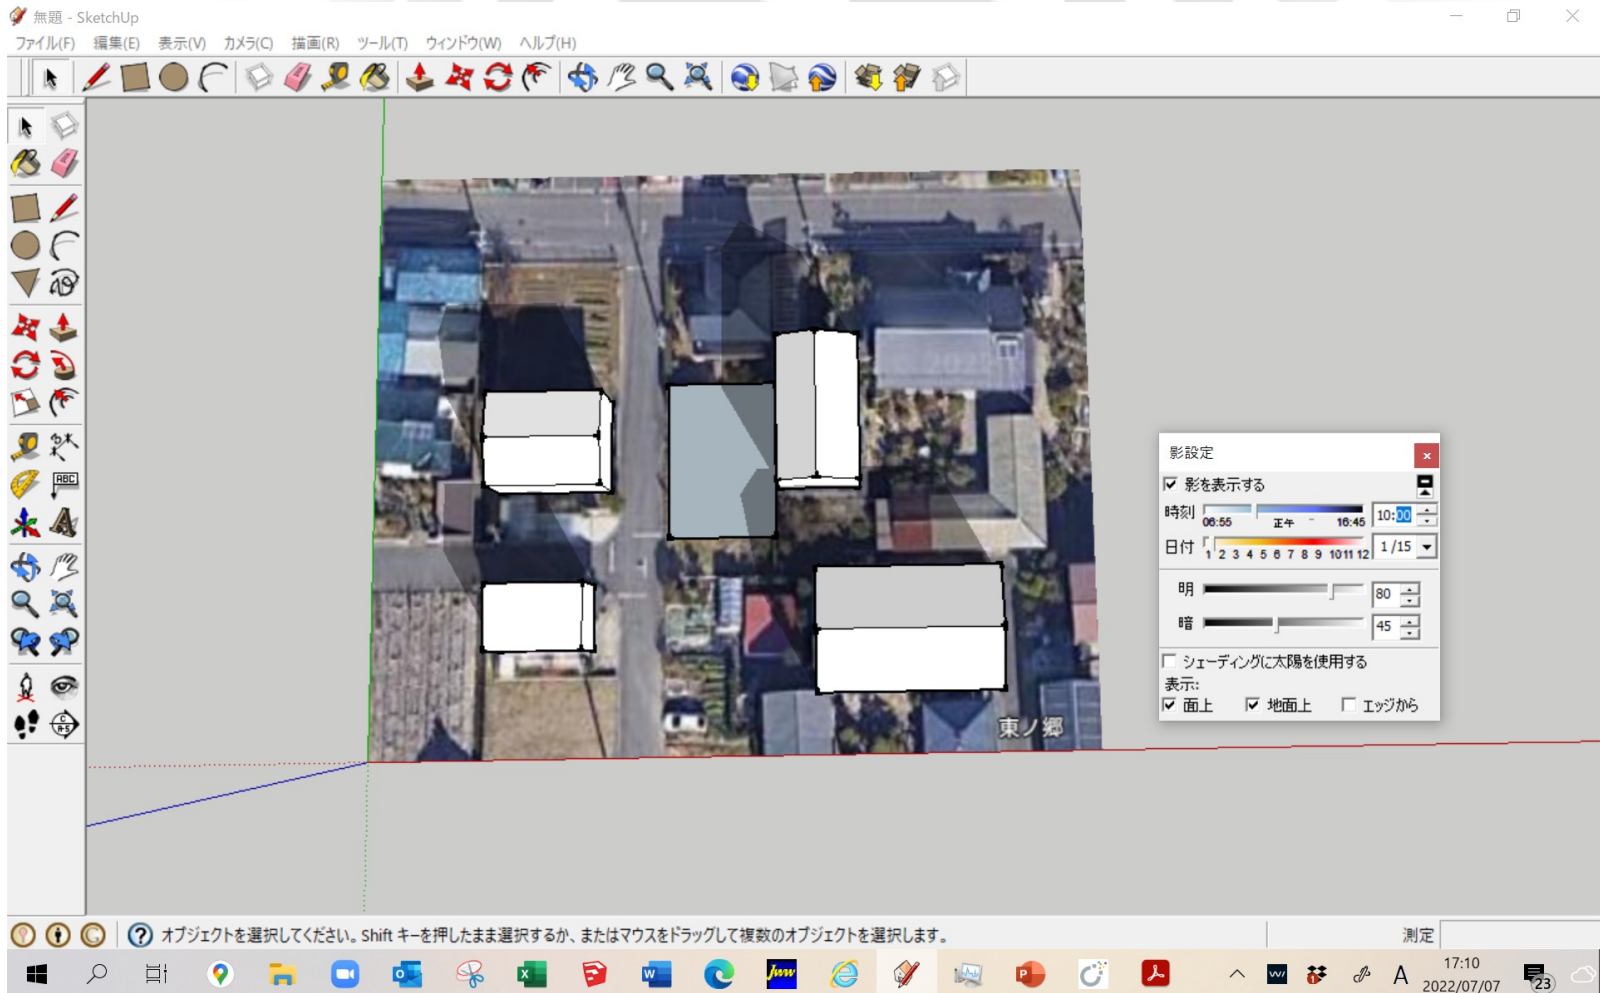 無題 - SketchUp
ファイル(F) 編集(E) 表示(V) カメラ(C) 描画(R) ツール(T) ウィンドウ(W) ヘルプ(H)
ABC
影設定
影を表示する
時刻 06:55 正午 16:45 10:00
日付 1 2 3 4 5 6 7 8 9 10 11 12 1/15
明 80
暗 45
シェーディングに太陽を使用する
表示:
面上 地面上 エッジから
東ノ郷
オブジェクトを選択してください。Shift キーを押したまま選択するか、またはマウスをドラッグして複数のオブジェクトを選択します。
測定
Jww
A
17:10
2022/07/07
23